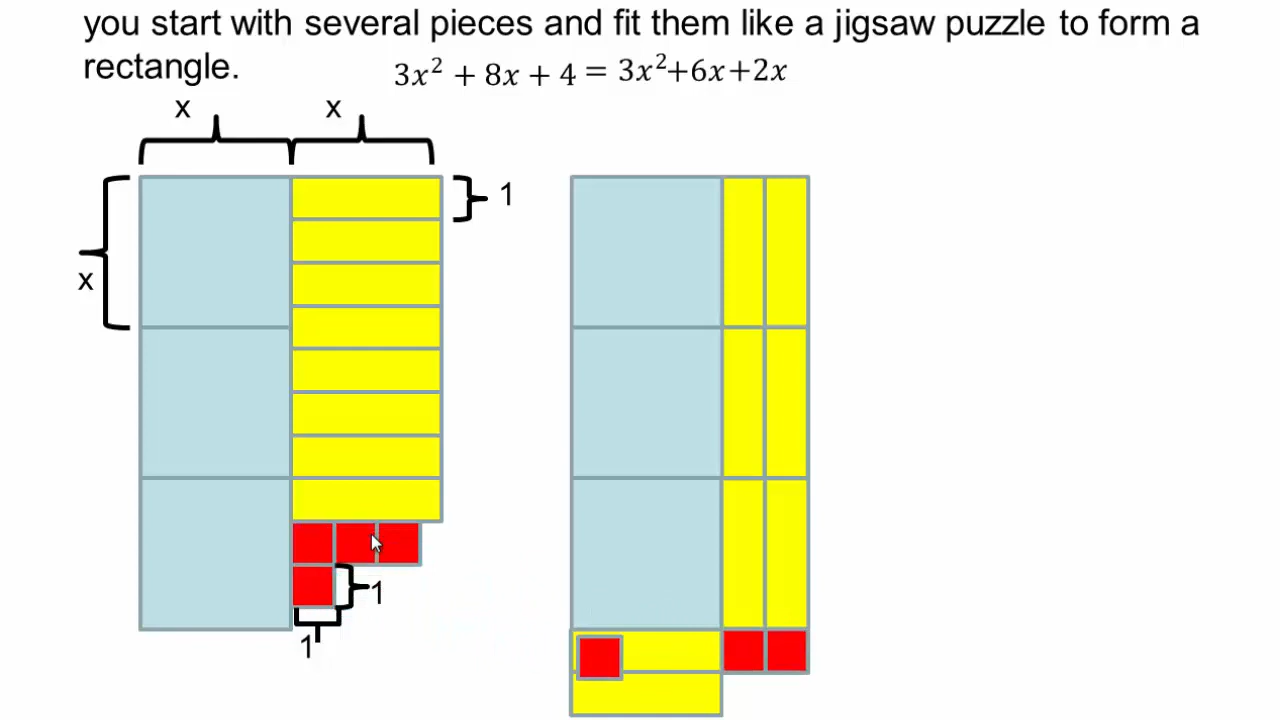 you start with several pieces and fit them like a jigsaw puzzle to form a
rectangle. 3x² + 8x + 4 = 3x²+6x+2x
x x
1
x
1
1